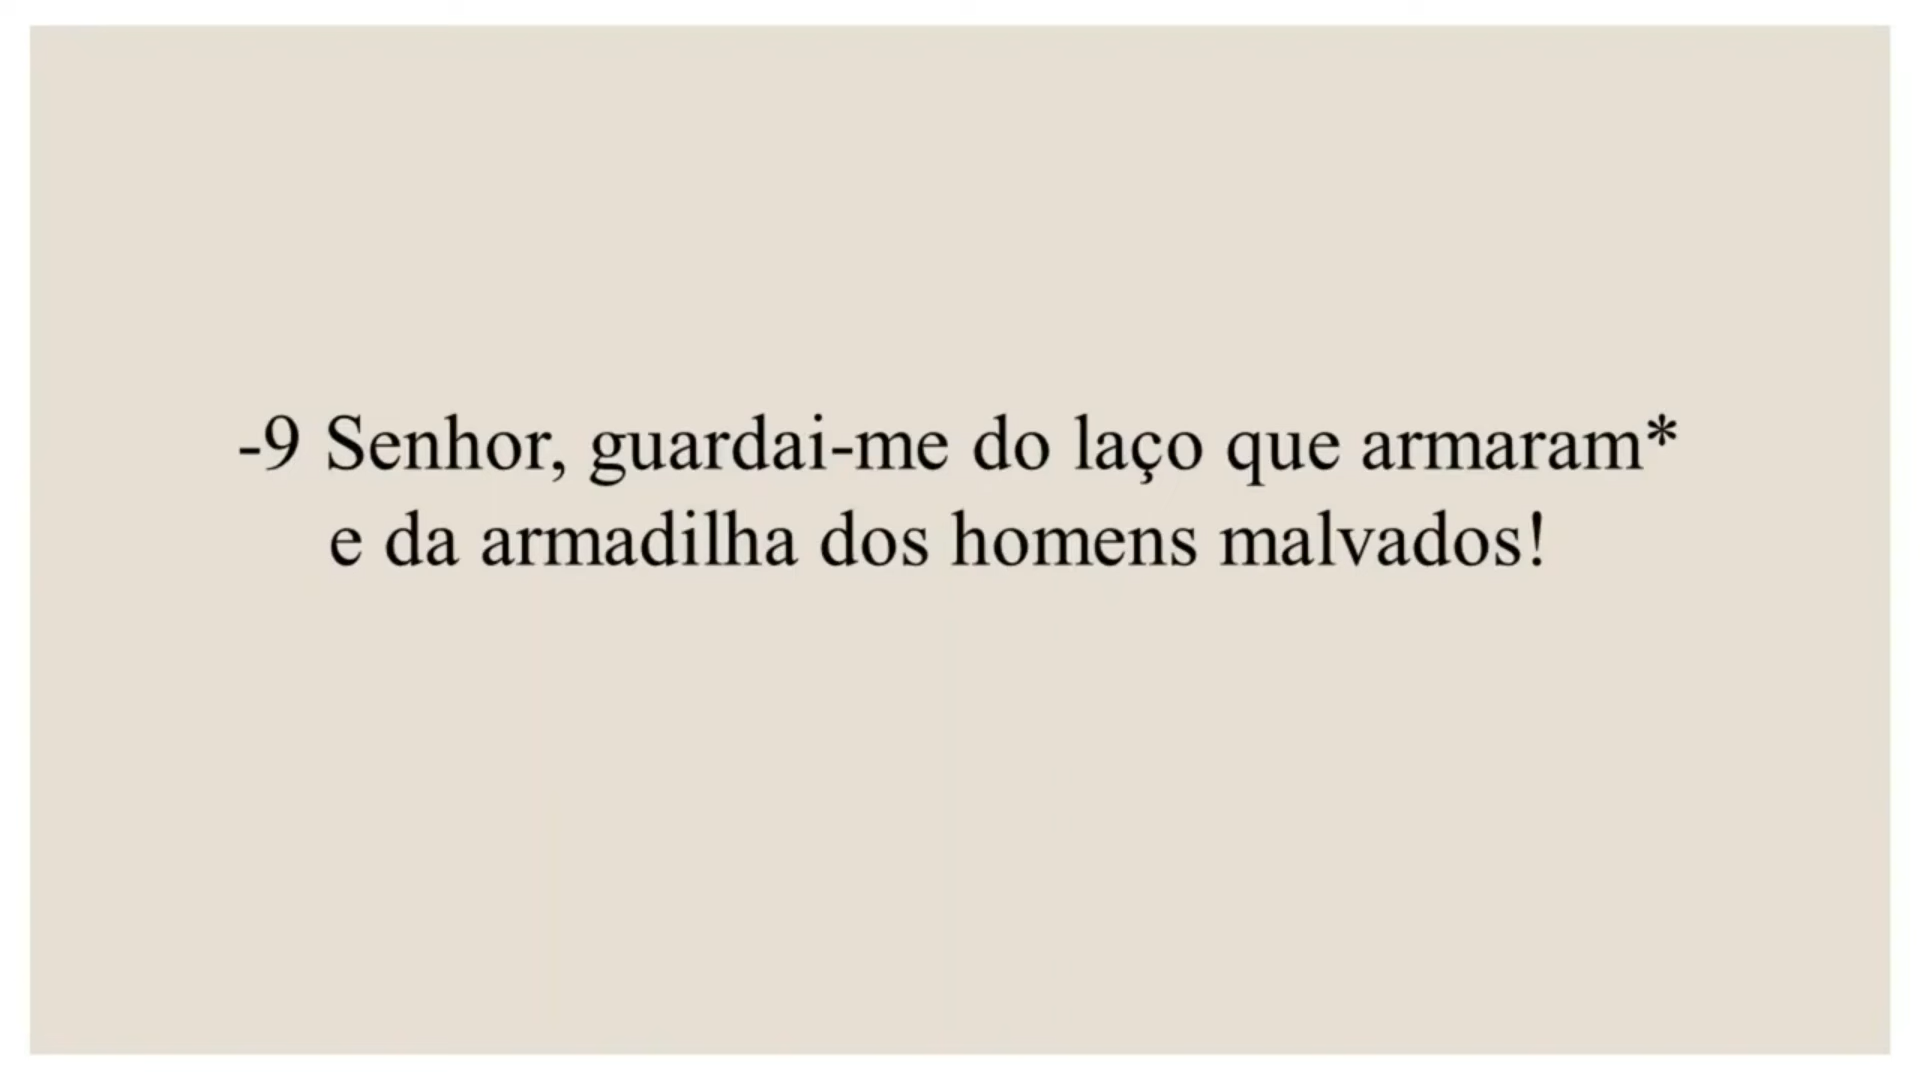 -9 Senhor, guardai-me do laço que armaram*
e da armadilha dos homens malvados!